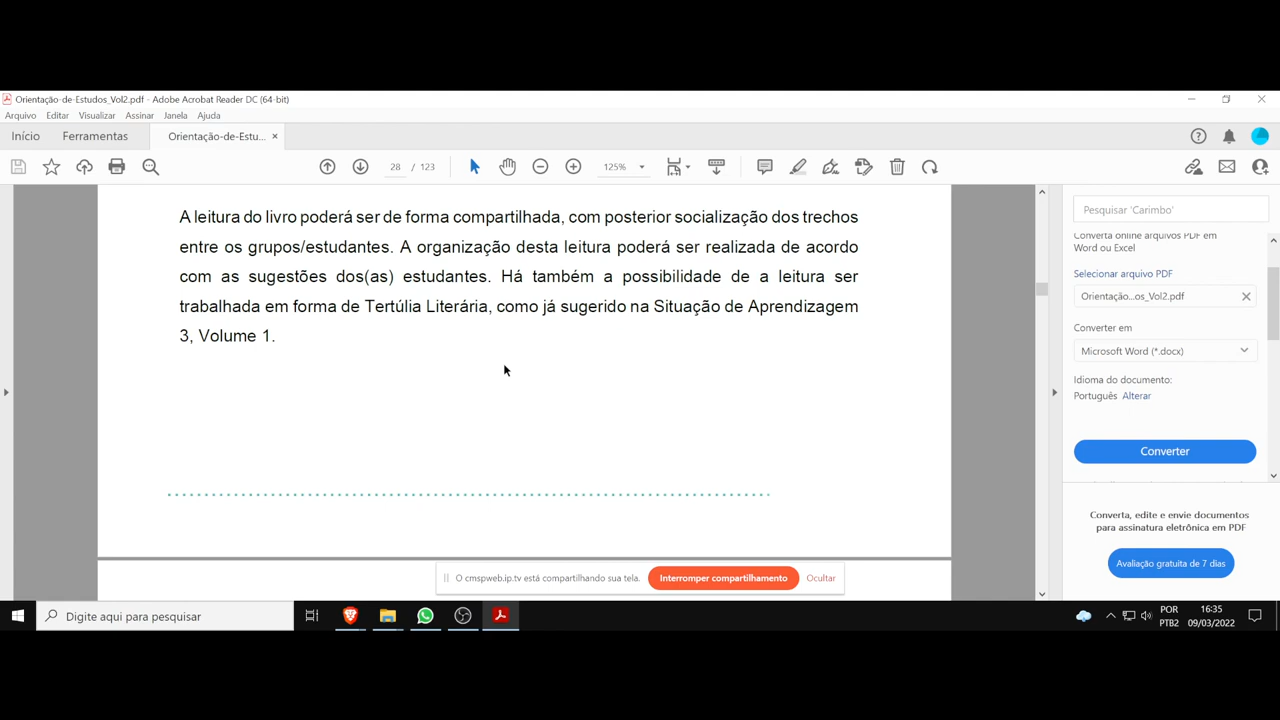 Orientação-de-Estudos_Vol2.pdf - Adobe Acrobat Reader DC (64-bit)
Arquivo Editar Visualizar Assinar Janela Ajuda
Início Ferramentas Orientação-de-Estu... ×
28 / 123 125%
A leitura do livro poderá ser de forma compartilhada, com posterior socialização dos trechos
entre os grupos/estudantes. A organização desta leitura poderá ser realizada de acordo
com as sugestões dos(as) estudantes. Há também a possibilidade de a leitura ser
trabalhada em forma de Tertúlia Literária, como já sugerido na Situação de Aprendizagem
3, Volume 1.
Pesquisar 'Carimbo'
Converta online arquivos PDF em
Word ou Excel
Selecionar arquivo PDF
Orientação...os_Vol2.pdf
Converter em
Microsoft Word (*.docx)
Idioma do documento:
Português Alterar
Converter
Converta, edite e envie documentos
para assinatura eletrônica em PDF
Avaliação gratuita de 7 dias
O cmspweb.ip.tv está compartilhando sua tela. Interromper compartilhamento Ocultar
Digite aqui para pesquisar
POR
PTB2
16:35
09/03/2022